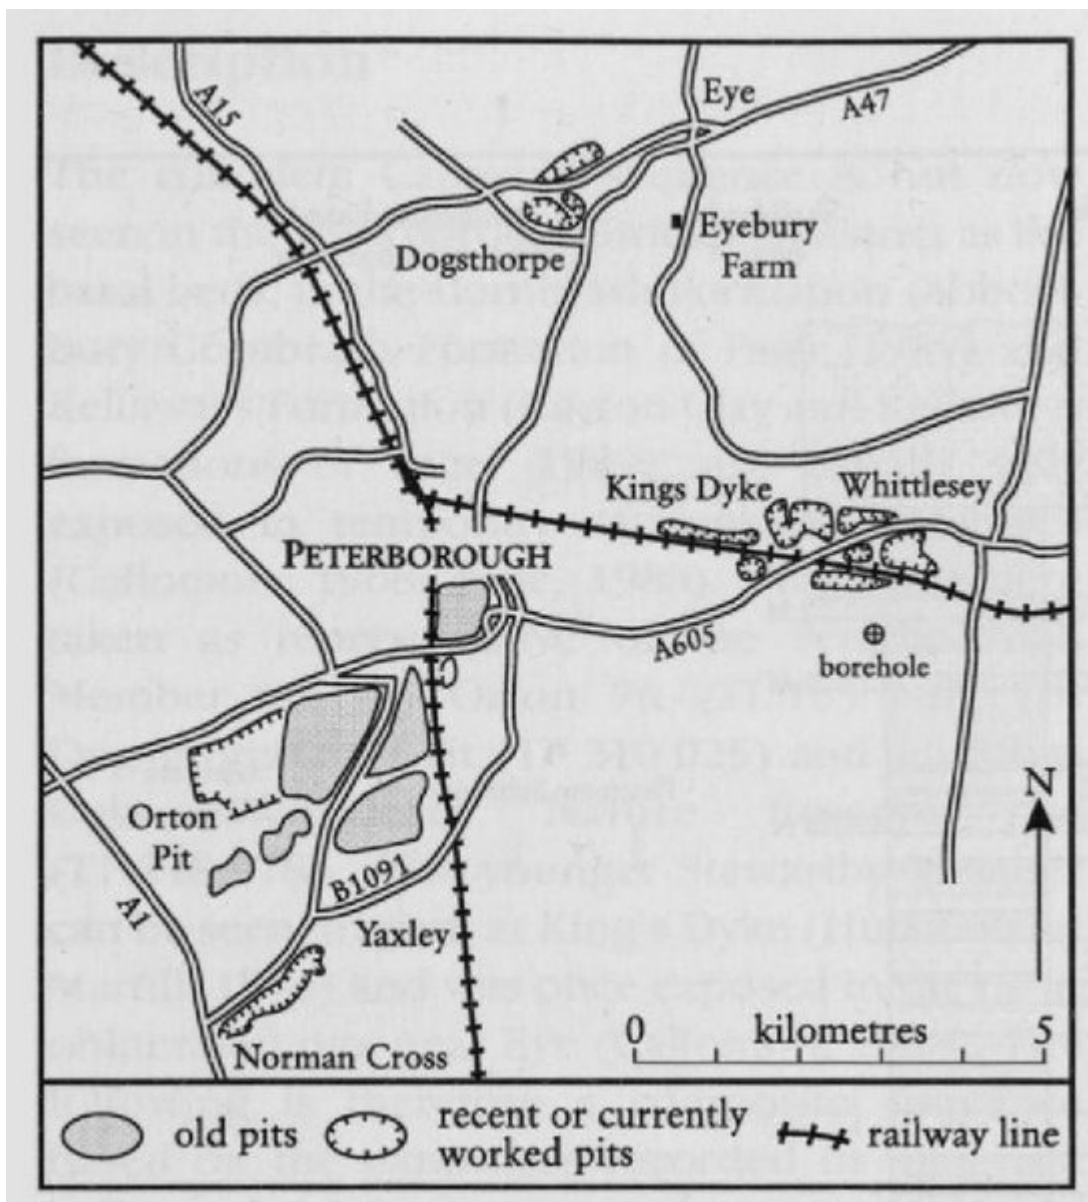 A15
Eye
A47
Dogsthorpe
Eyebury
Farm
Kings Dyke
Whittlesey
PETERBOROUGH
A605
borehole
Orton
Pit
A1
B1091
Yaxley
N
Norman Cross
0 kilometres 5
old pits
recent or currently
worked pits
railway line